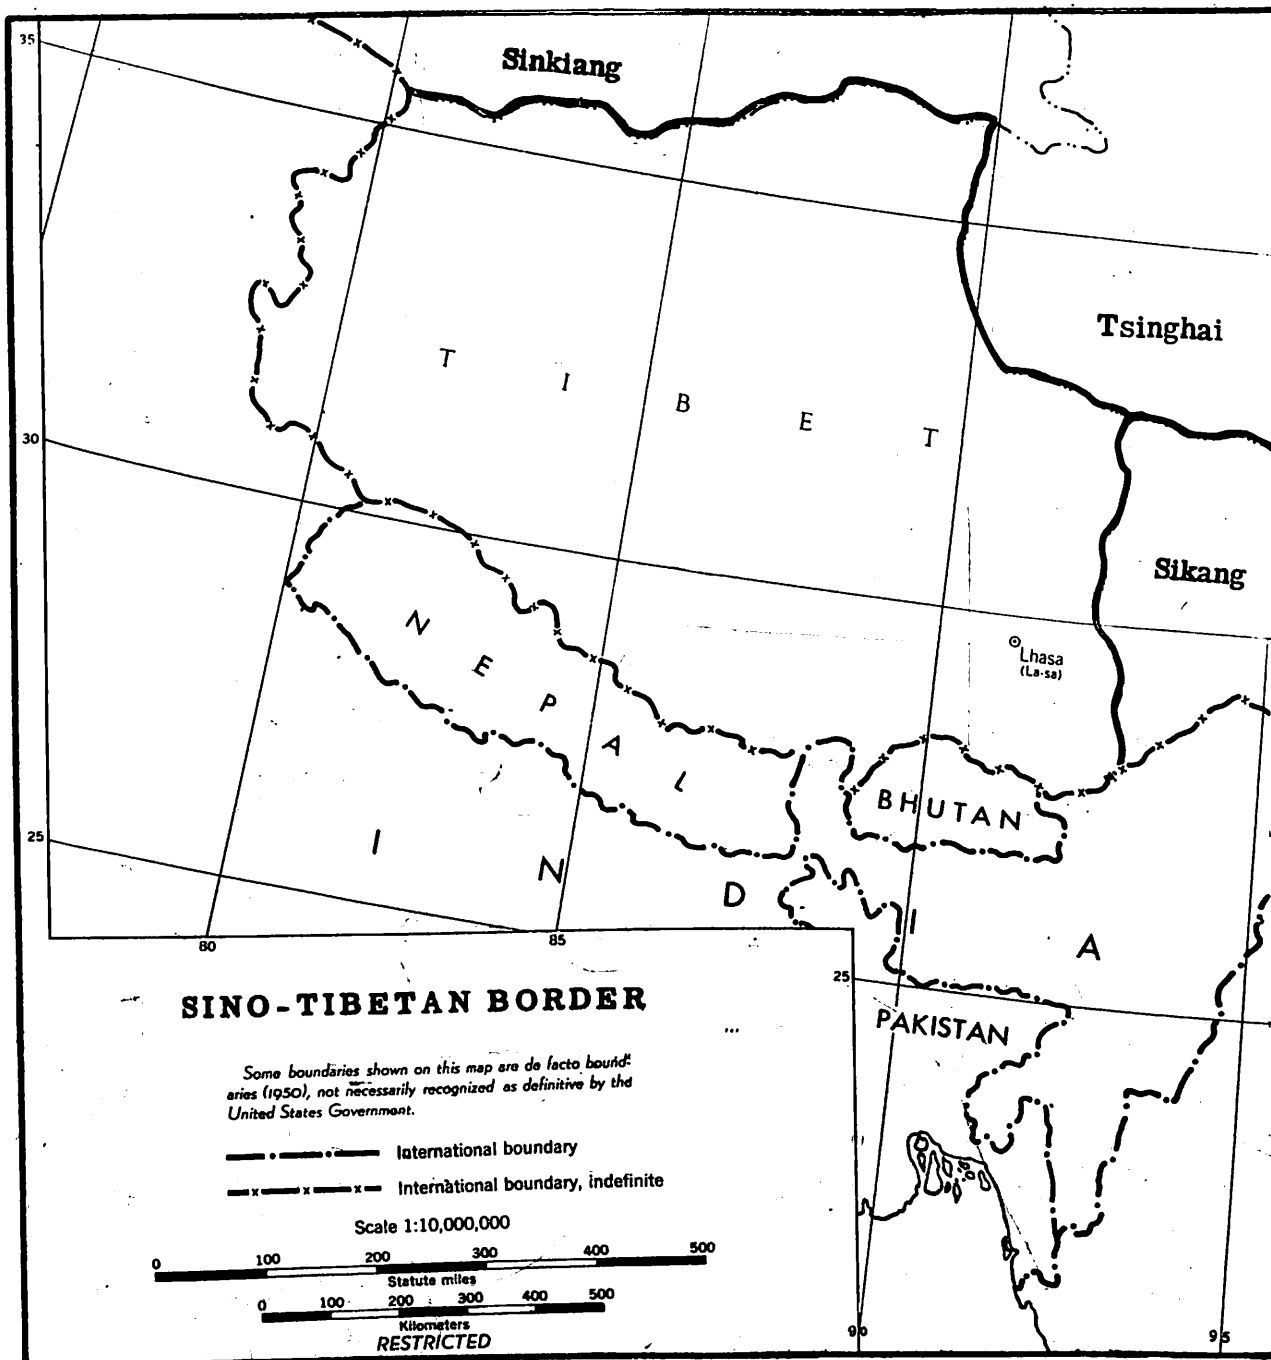 35
Sinkiang
Tsinghai
T I B E T
30
Sikang
Lhasa
(La-sa)
NEPAL
BHUTAN
25
I N D I A
80
85
25
PAKISTAN
SINO-TIBETAN BORDER
Some boundaries shown on this map are de facto bound-
aries (1950), not necessarily recognized as definitive by the
United States Government.
International boundary
International boundary, indefinite
Scale 1:10,000,000
0 100 200 300 400 500
Statute miles
0 100 200 300 400 500
Kilometers
RESTRICTED
90
95